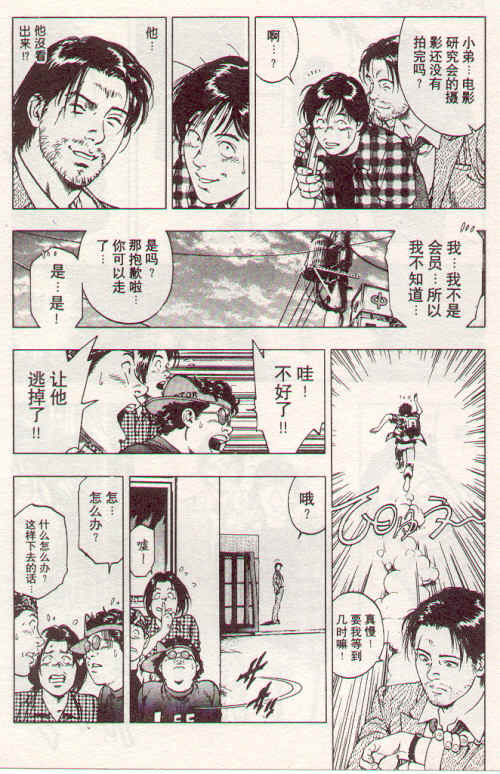 小弟…电影
研究会的摄
影还没有
拍完吗?
啊…?
他…
他沒看
出来!?
我…我不是
会员…所以
我不知道…
是吗?
那抱歉啦…
你可以走
了…
是…是!
真慢!
要我等到
几时嘛!
哇!
不好了!!
让他
逃掉了!!
哦?
嘘!
怎…
怎么办?
什么怎么办?
这样下去的话…